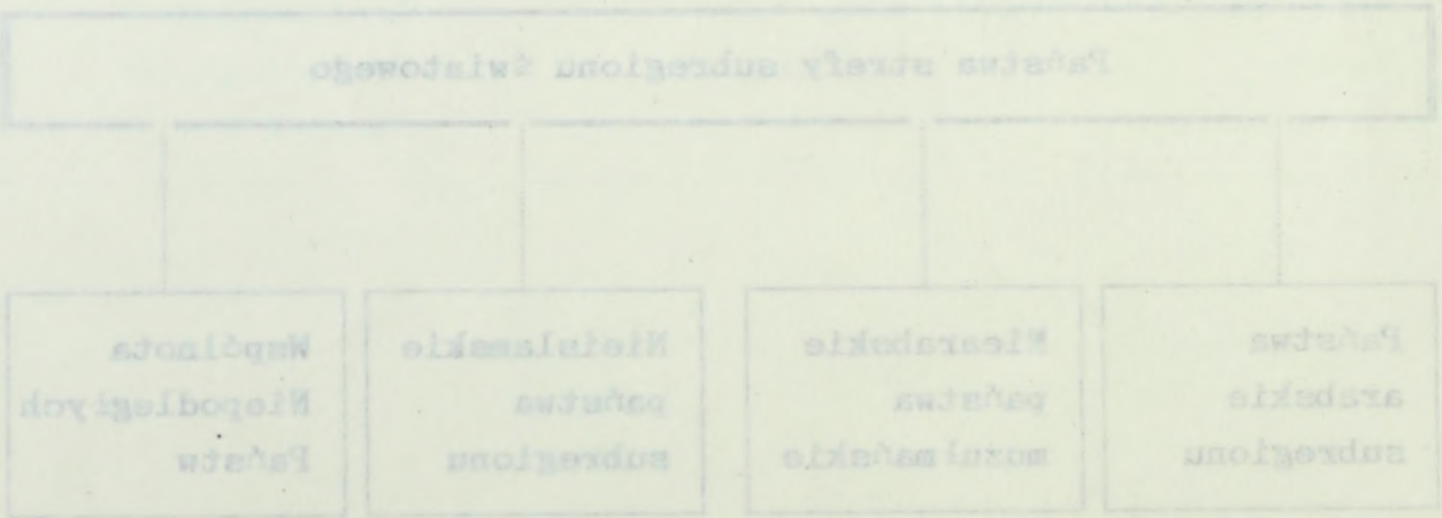 Państwa strefy subregionu światowego
Państwa
arabskie
subregionu
Niearabskie
państwa
muzułmańskie
Nieislamskie
państwa
subregionu
Wspólnota
Niepodległych
Państw